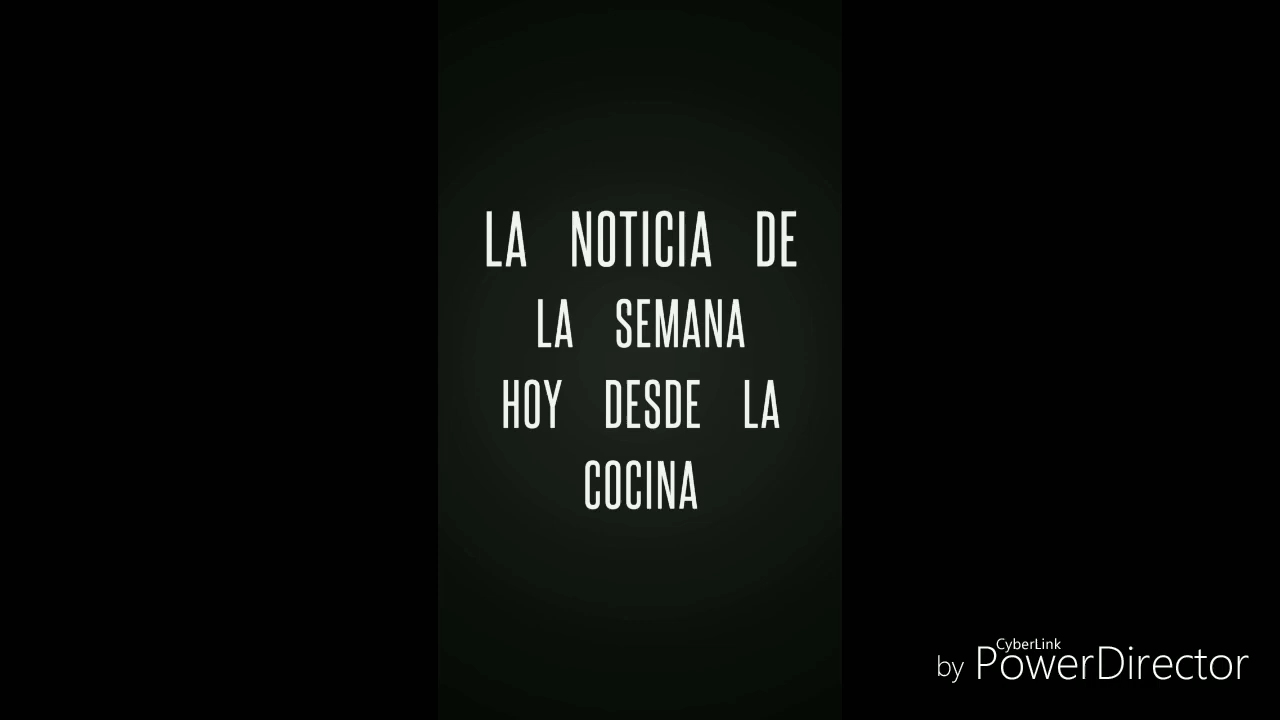 LA NOTICIA DE
LA SEMANA
HOY DESDE LA
COCINA
CyberLink
by PowerDirector